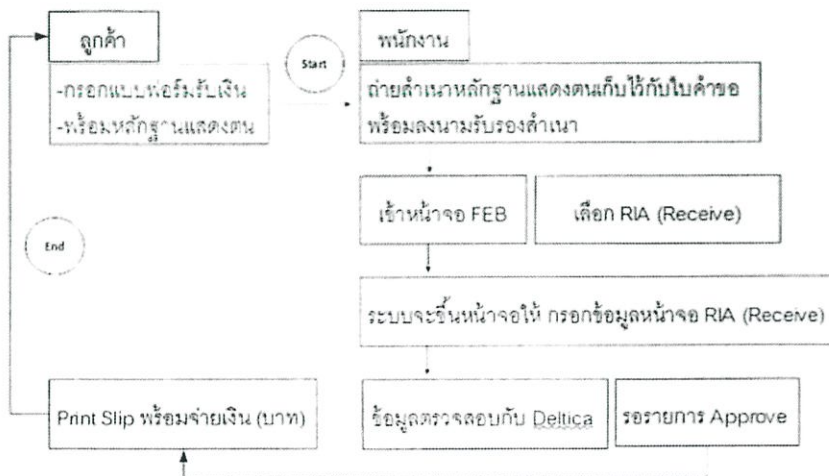 ลูกค้า
Start
พนักงาน
-กรอกแบบฟอร์มรับเงิน
-พร้อมหลักฐานแสดงตน
ถ่ายสำเนาหลักฐานแสดงตนเก็บไว้กับใบคำขอ
พร้อมลงนามรับรองสำเนา
เข้าหน้าจอ FEB
เลือก RIA (Receive)
End
ระบบจะขึ้นหน้าจอให้ กรอกข้อมูลหน้าจอ RIA (Receive)
Print Slip พร้อมจ่ายเงิน (บาท)
ข้อมูลตรวจสอบกับ Deltica
รอรายการ Approve